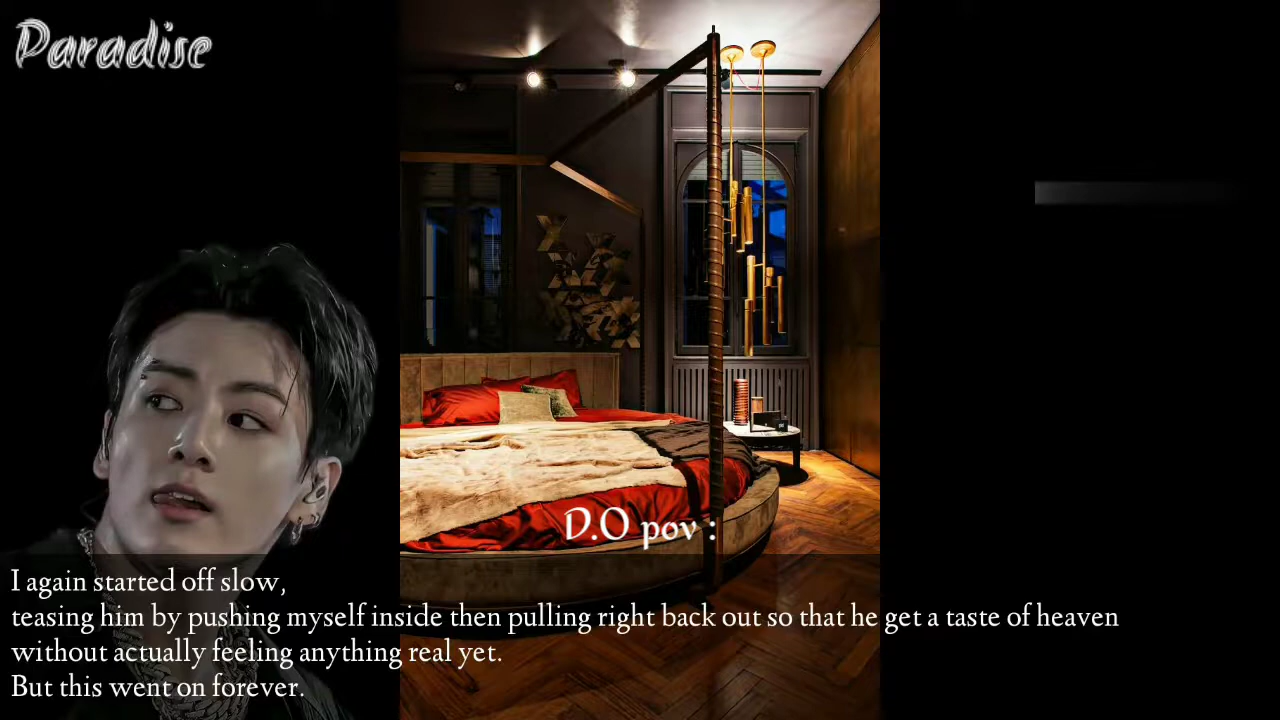 Paradise
D.O pov :
I again started off slow,
teasing him by pushing myself inside then pulling right back out so that he get a taste of heaven
without actually feeling anything real yet.
But this went on forever.